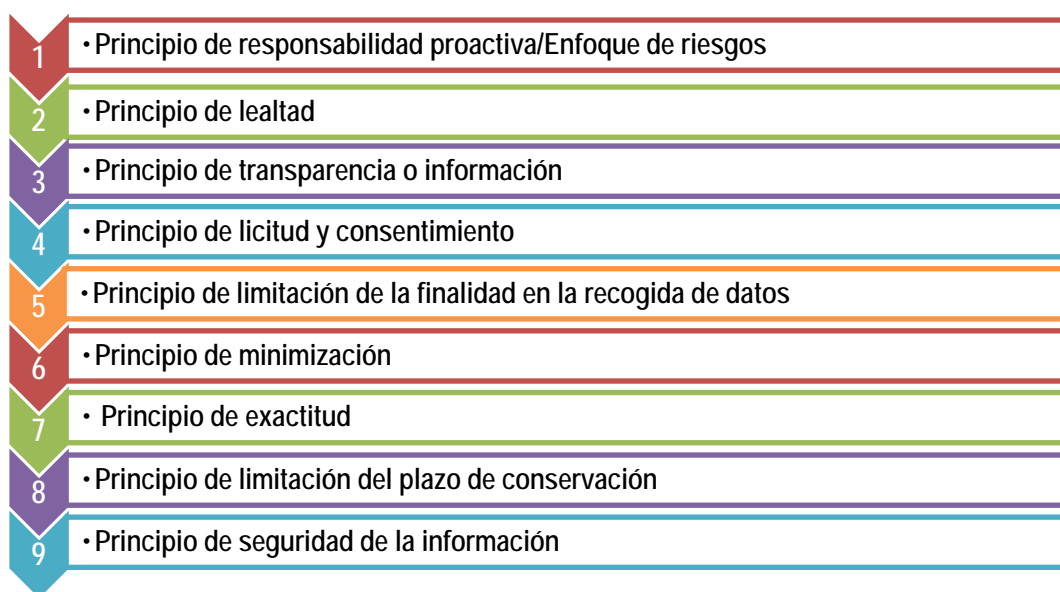 1 • Principio de responsabilidad proactiva/Enfoque de riesgos
2 • Principio de lealtad
3 • Principio de transparencia o información
4 • Principio de licitud y consentimiento
5 • Principio de limitación de la finalidad en la recogida de datos
6 • Principio de minimización
7 • Principio de exactitud
8 • Principio de limitación del plazo de conservación
9 • Principio de seguridad de la información